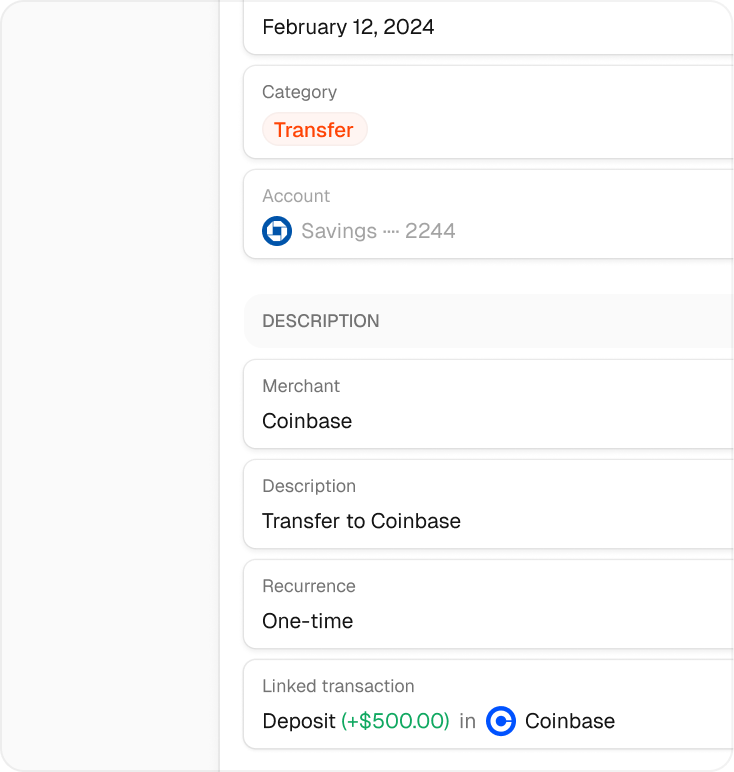 February 12, 2024
Category
Transfer
Account
Savings ···· 2244
DESCRIPTION
Merchant
Coinbase
Description
Transfer to Coinbase
Recurrence
One-time
Linked transaction
Deposit (+$500.00) in Coinbase